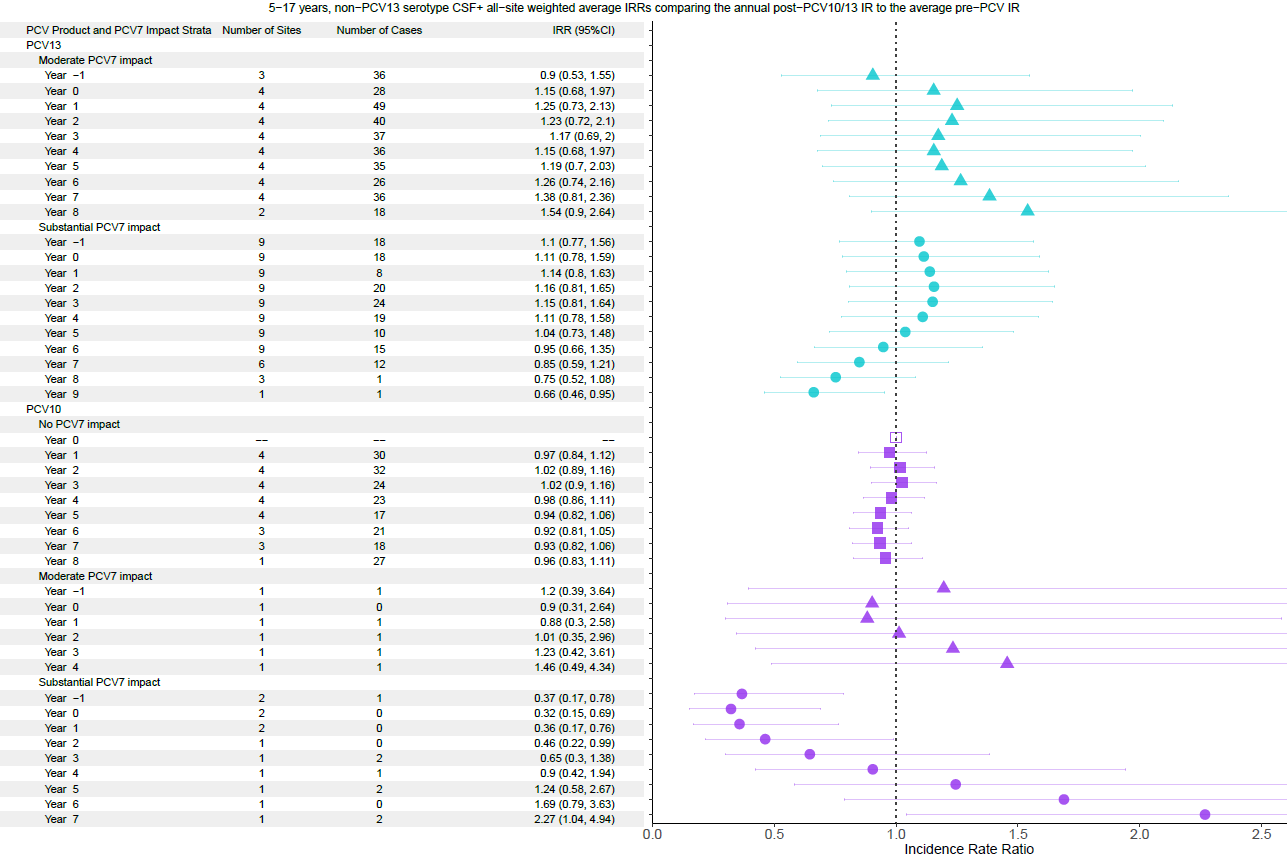 5−17 years, non−PCV13 serotype CSF+ all−site weighted average IRRs comparing the annual post−PCV10/13 IR to the average pre−PCV IR
PCV Product and PCV7 Impact Strata Number of Sites Number of Cases IRR (95%CI)
PCV13
Moderate PCV7 impact
Year −1 3 36 0.9 (0.53, 1.55)
Year 0 4 28 1.15 (0.68, 1.97)
Year 1 4 49 1.25 (0.73, 2.13)
Year 2 4 40 1.23 (0.72, 2.1)
Year 3 4 37 1.17 (0.69, 2)
Year 4 4 36 1.15 (0.68, 1.97)
Year 5 4 35 1.19 (0.7, 2.03)
Year 6 4 26 1.26 (0.74, 2.16)
Year 7 4 36 1.38 (0.81, 2.36)
Year 8 2 18 1.54 (0.9, 2.64)
Substantial PCV7 impact
Year −1 9 18 1.1 (0.77, 1.56)
Year 0 9 18 1.11 (0.78, 1.59)
Year 1 9 8 1.14 (0.8, 1.63)
Year 2 9 20 1.16 (0.81, 1.65)
Year 3 9 24 1.15 (0.81, 1.64)
Year 4 9 19 1.11 (0.78, 1.58)
Year 5 9 10 1.04 (0.73, 1.48)
Year 6 9 15 0.95 (0.66, 1.35)
Year 7 6 12 0.85 (0.59, 1.21)
Year 8 3 1 0.75 (0.52, 1.08)
Year 9 1 1 0.66 (0.46, 0.95)
PCV10
No PCV7 impact
Year 0 −− −− −−
Year 1 4 30 0.97 (0.84, 1.12)
Year 2 4 32 1.02 (0.89, 1.16)
Year 3 4 24 1.02 (0.9, 1.16)
Year 4 4 23 0.98 (0.86, 1.11)
Year 5 4 17 0.94 (0.82, 1.06)
Year 6 3 21 0.92 (0.81, 1.05)
Year 7 3 18 0.93 (0.82, 1.06)
Year 8 1 27 0.96 (0.83, 1.11)
Moderate PCV7 impact
Year −1 1 1 1.2 (0.39, 3.64)
Year 0 1 0 0.9 (0.31, 2.64)
Year 1 1 1 0.88 (0.3, 2.58)
Year 2 1 1 1.01 (0.35, 2.96)
Year 3 1 1 1.23 (0.42, 3.61)
Year 4 1 1 1.46 (0.49, 4.34)
Substantial PCV7 impact
Year −1 2 1 0.37 (0.17, 0.78)
Year 0 2 0 0.32 (0.15, 0.69)
Year 1 2 0 0.36 (0.17, 0.76)
Year 2 1 0 0.46 (0.22, 0.99)
Year 3 1 2 0.65 (0.3, 1.38)
Year 4 1 1 0.9 (0.42, 1.94)
Year 5 1 2 1.24 (0.58, 2.67)
Year 6 1 0 1.69 (0.79, 3.63)
Year 7 1 2 2.27 (1.04, 4.94)
0.0 0.5 1.0 1.5 2.0 2.5
Incidence Rate Ratio